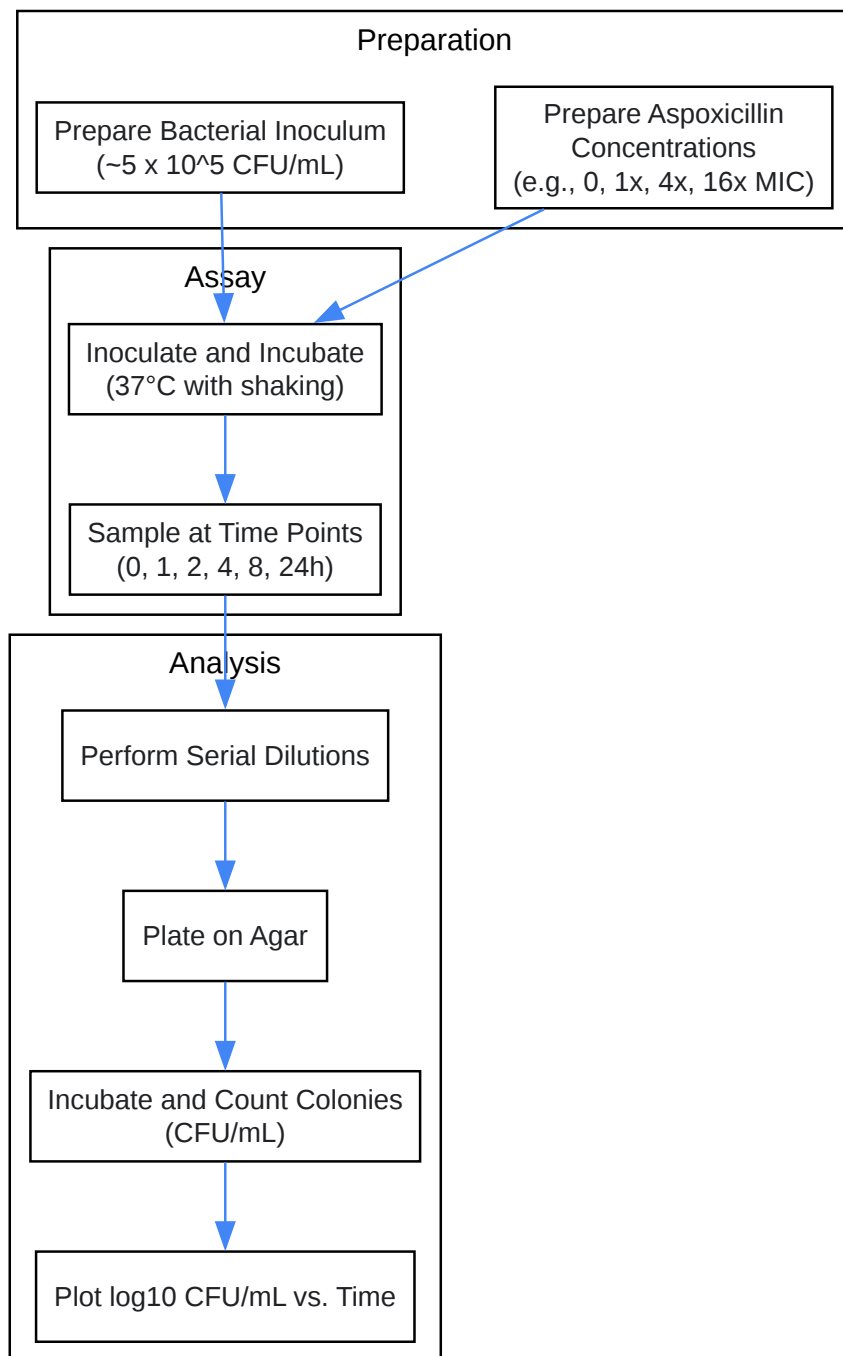 Preparation
Prepare Bacterial Inoculum
(~5 x 10^5 CFU/mL)
Prepare Aspoxicillin
Concentrations
(e.g., 0, 1x, 4x, 16x MIC)
Assay
Inoculate and Incubate
(37°C with shaking)
Sample at Time Points
(0, 1, 2, 4, 8, 24h)
Analysis
Perform Serial Dilutions
Plate on Agar
Incubate and Count Colonies
(CFU/mL)
Plot log10 CFU/mL vs. Time